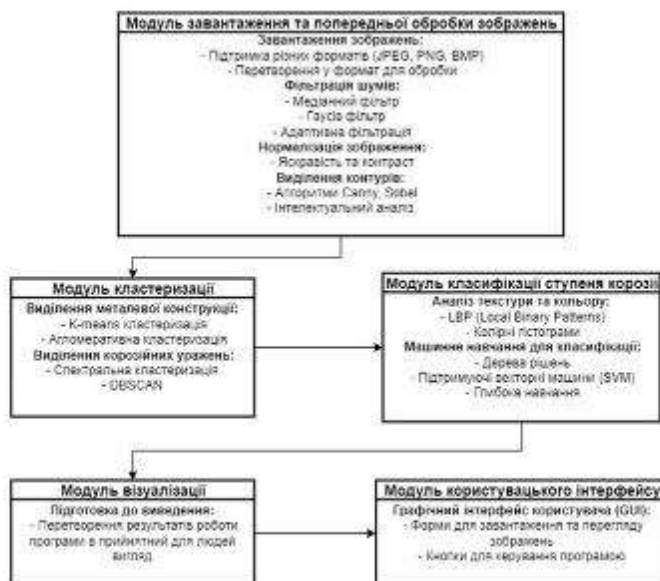 Модуль завантаження та попередньої обробки зображень
Завантаження зображень:
- Підтримка різних форматів (JPEG, PNG, BMP)
- Перетворення у формат для обробки
Фільтрація шумів:
- Медіанний фільтр
- Гаусів фільтр
- Адаптивна фільтрація
Нормалізація зображення:
- Яскравість та контраст
Виділення контурів:
- Алгоритми Canny, Sobel
- Інтелектуальний аналіз
Модуль кластеризації
Виділення металевої конструкції:
- K-means кластеризація
- Агломеративна кластеризація
Виділення корозійних уражень:
- Спектральна кластеризація
- DBSCAN
Модуль класифікації ступеня корозії
Аналіз текстури та кольору:
- LBP (Local Binary Patterns)
- Колірні гістограми
Машинне навчання для класифікації:
- Дерева рішень
- Підтримуючі векторні машини (SVM)
- Глибоке навчання
Модуль візуалізації
Підготовка до виведення:
- Перетворення результатів роботи
програми в прийнятний для людей
вигляд
Модуль користувацького інтерфейсу
Графічний інтерфейс користувача (GUI):
- Форми для завантаження та перегляду
зображень
- Кнопки для керування програмою